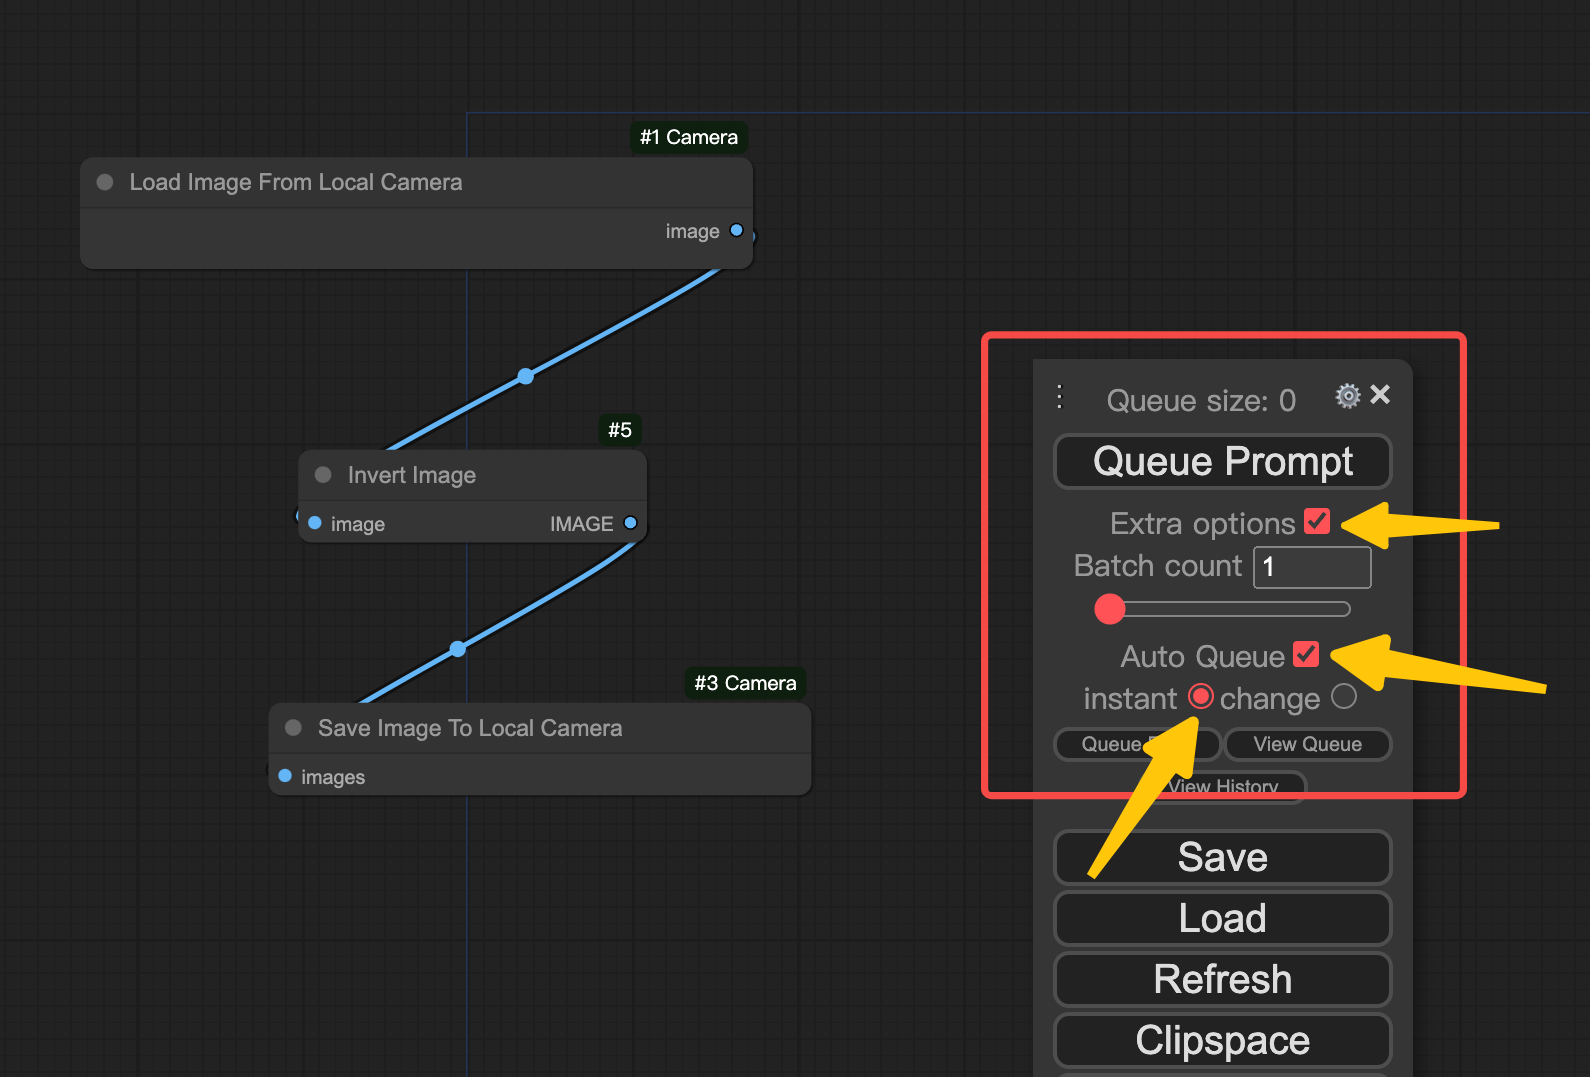 #1 Camera
Load Image From Local Camera
image
#5
Invert Image
image IMAGE
#3 Camera
Save Image To Local Camera
images
Queue size: 0
Queue Prompt
Extra options
Batch count 1
Auto Queue
instant change
Queue
View Queue
View History
Save
Load
Refresh
Clipspace